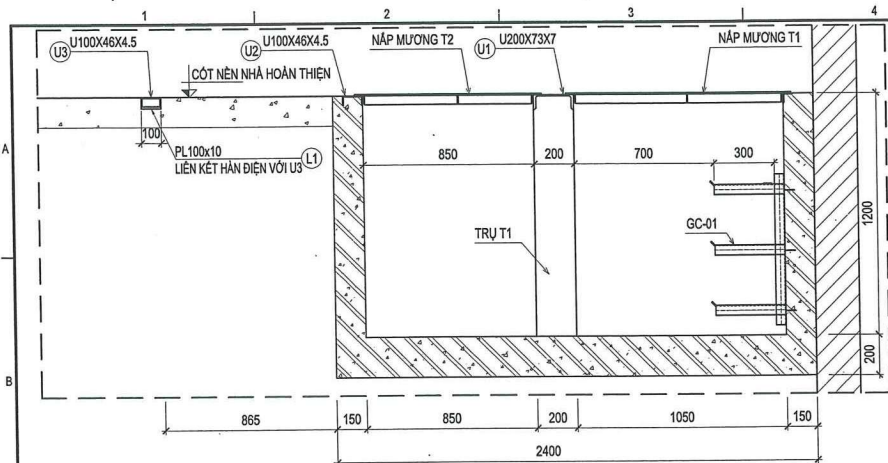 1 2 3 4
U3 U100X46X4.5
U2 U100X46X4.5
NẮP MƯƠNG T2
U1 U200X73X7
NẮP MƯƠNG T1
CỐT NỀN NHÀ HOÀN THIỆN
A
100
PL100x10
LIÊN KẾT HÀN ĐIỆN VỚI U3 L1
850 200 700 300
1200
TRỤ T1
GC-01
200
B
865 150 850 200 1050 150
2400